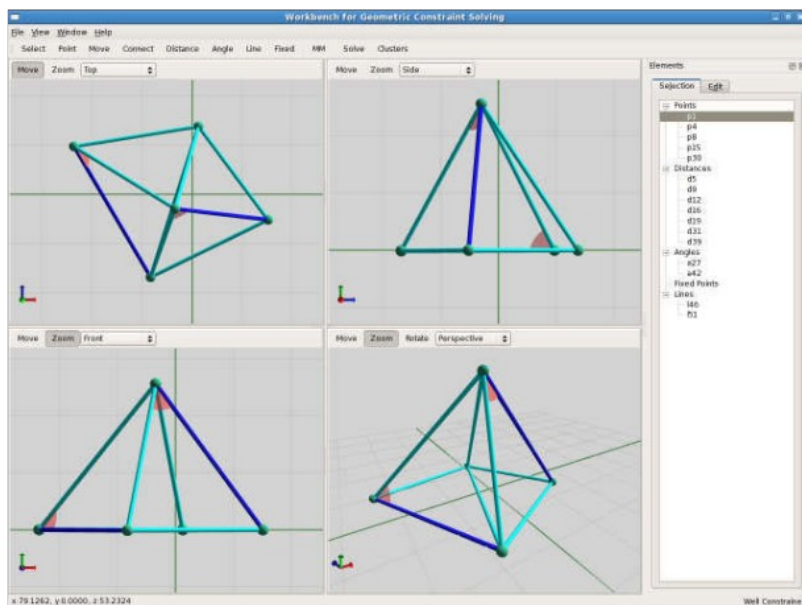 Workbench for Geometric Constraint Solving
File View Window Help
Select Point Move Connect Distance Angle Line Fixed MM Solve Clusters
Move Zoom Top
Move Zoom Side
Elements
Selection Edit
Points
p1
p4
p8
p15
p30
Distances
d5
d9
d12
d16
d19
d31
d39
Angles
a27
a42
Fixed Points
Lines
l46
l51
Move Zoom Front
Move Zoom Rotate Perspective
x:79.1262, y:0.0000, z:53.2324
Well Constraine